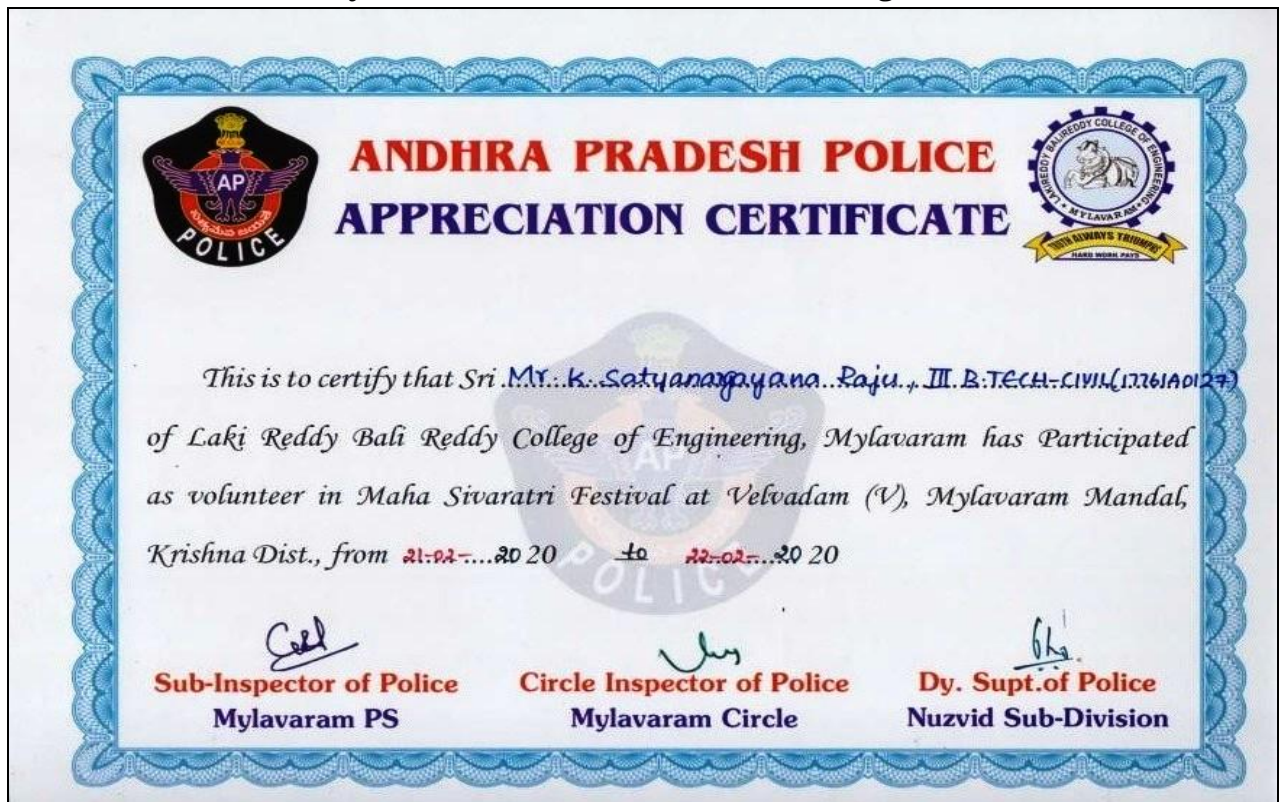 ANDHRA PRADESH POLICE
APPRECIATION CERTIFICATE
AP
POLICE
LAKIREDDY BALIREDDY COLLEGE OF ENGINEERING
MYLAVARAM
TRUTH ALWAYS TRIUMPHS
HARD WORK PAYS
This is to certify that Sri Mr. K. Satyanarayana Raju, III B.TECH-CIVIL(17761A0127)
of Laki Reddy Bali Reddy College of Engineering, Mylavaram has Participated
as volunteer in Maha Sivaratri Festival at Velvadam (V), Mylavaram Mandal,
Krishna Dist., from 21-02-....2020 to 22-02-....2020
AP
POLICE
Sub-Inspector of Police Circle Inspector of Police Dy. Supt.of Police
Mylavaram PS Mylavaram Circle Nuzvid Sub-Division